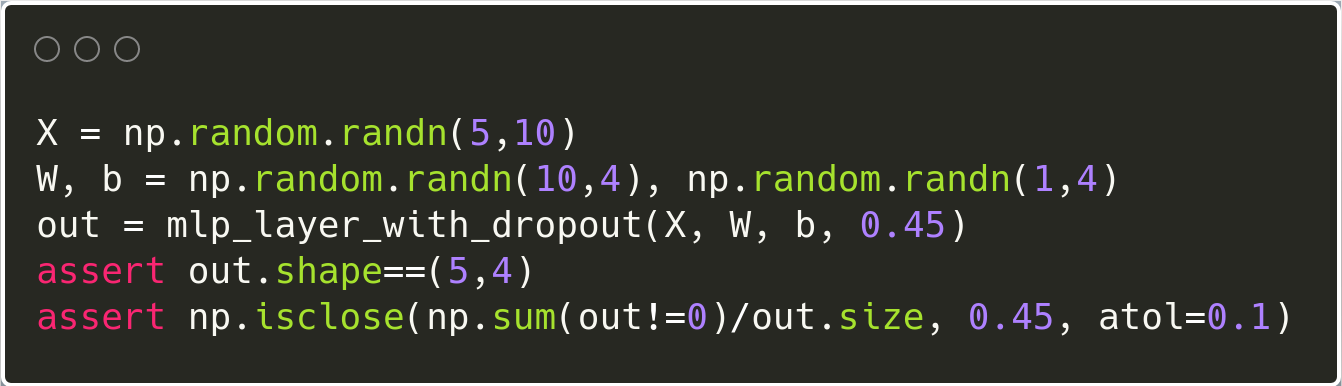 X = np.random.randn(5,10)
W, b = np.random.randn(10,4), np.random.randn(1,4)
out = mlp_layer_with_dropout(X, W, b, 0.45)
assert out.shape==(5,4)
assert np.isclose(np.sum(out!=0)/out.size, 0.45, atol=0.1)